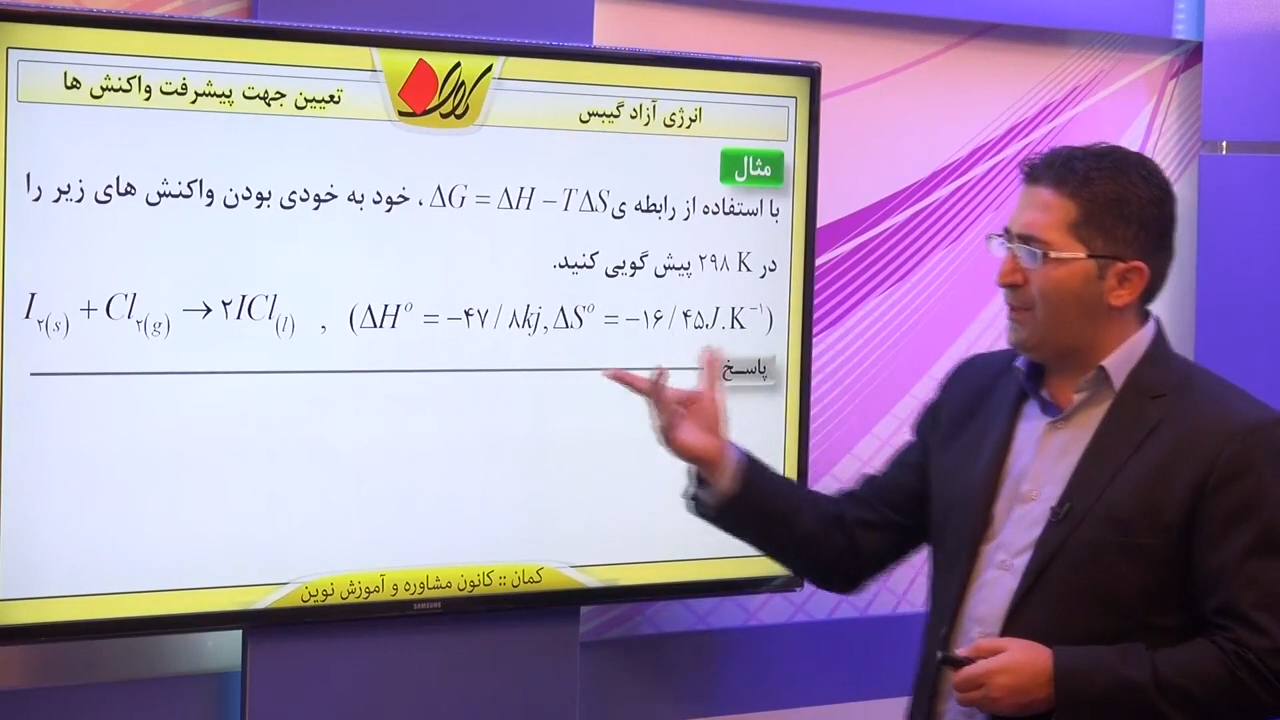 انرژی آزاد گیبس
تعیین جهت پیشرفت واکنش ها
مثال
با استفاده از رابطه ی ΔG = ΔH − TΔS ، خود به خودی بودن واکنش های زیر را
در ۲۹۸ K پیش گویی کنید.
I۲(s) + Cl۲(g) → ۲ICl(l) , (ΔH° = −۴۷/۸kj, ΔS° = −۱۶/۴۵J.K⁻¹)
پاسخ
کمان :: کانون مشاوره و آموزش نوین
SAMSUNG